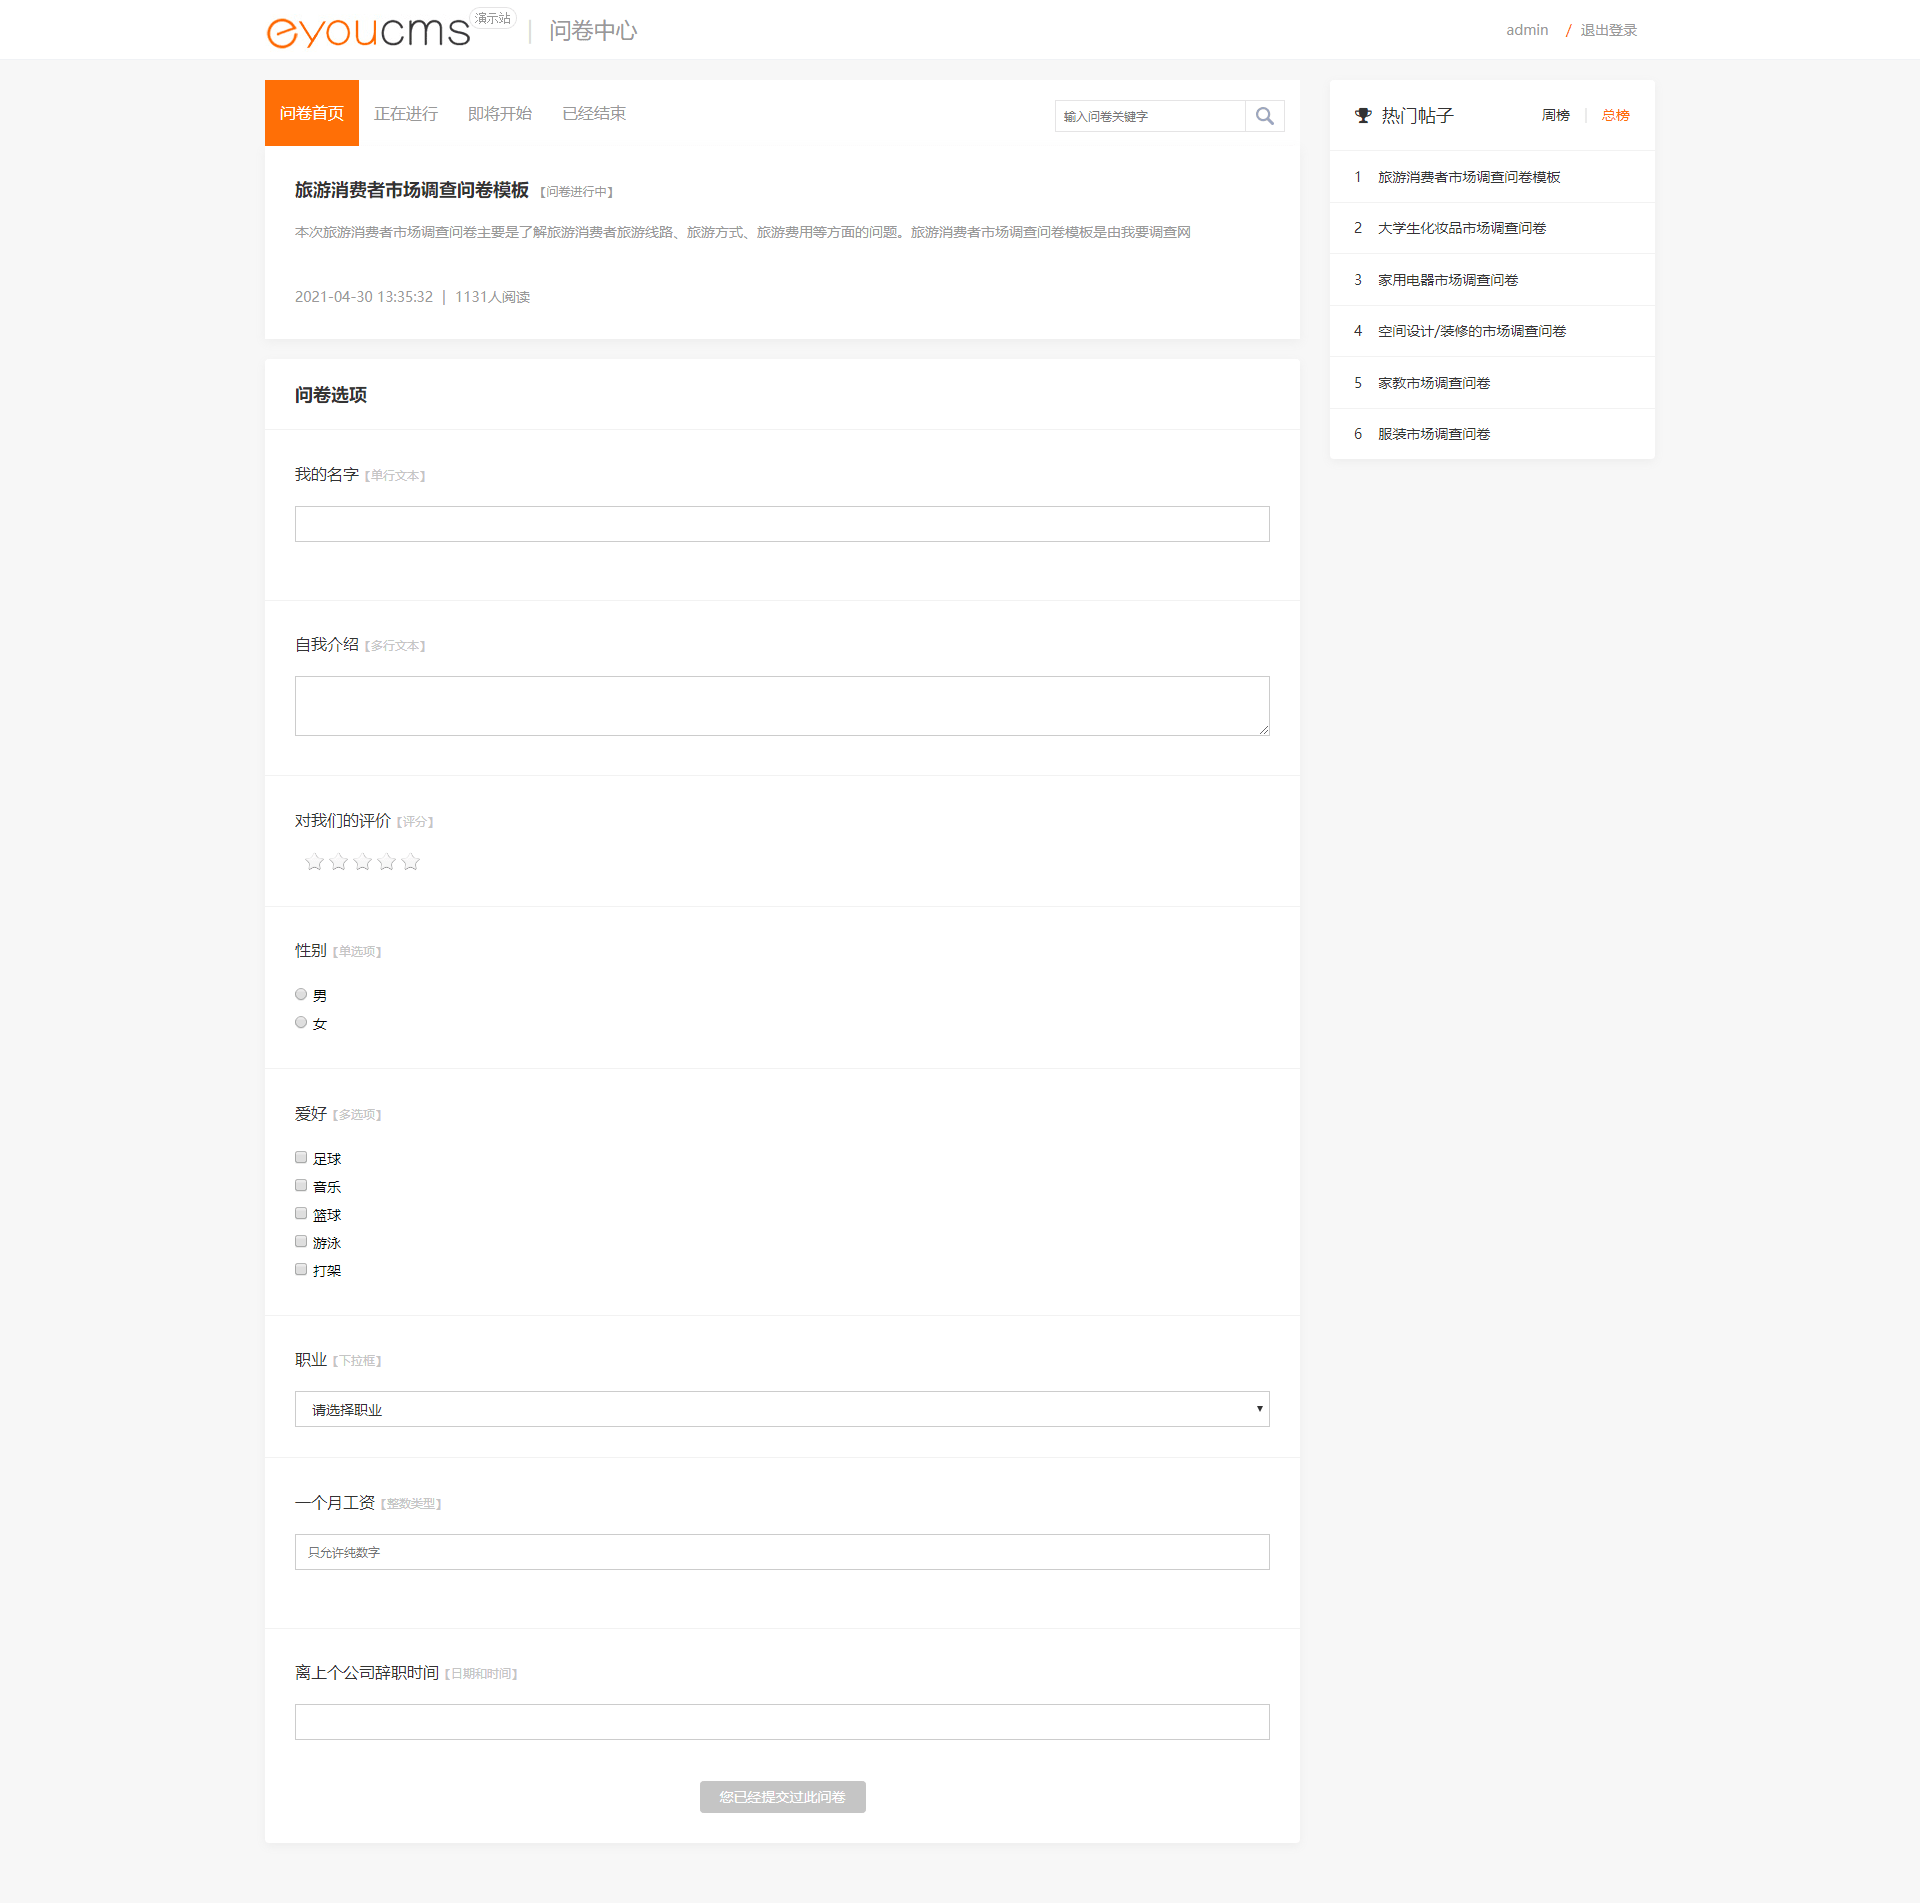 eyoucms 演示站 | 问卷中心
admin / 退出登录
问卷首页 正在进行 即将开始 已经结束
输入问卷关键字
旅游消费者市场调查问卷模板 【问卷进行中】
本次旅游消费者市场调查问卷主要是了解旅游消费者旅游线路、旅游方式、旅游费用等方面的问题。旅游消费者市场调查问卷模板是由我要调查网
2021-04-30 13:35:32 | 1131人阅读
问卷选项
我的名字 【单行文本】
自我介绍 【多行文本】
对我们的评价 【评分】
性别 【单选项】
男
女
爱好 【多选项】
足球
音乐
篮球
游泳
打架
职业 【下拉框】
请选择职业
一个月工资 【整数类型】
只允许纯数字
离上个公司辞职时间 【日期和时间】
您已经提交过此问卷
热门帖子 周榜 | 总榜
1 旅游消费者市场调查问卷模板
2 大学生化妆品市场调查问卷
3 家用电器市场调查问卷
4 空间设计/装修的市场调查问卷
5 家教市场调查问卷
6 服装市场调查问卷